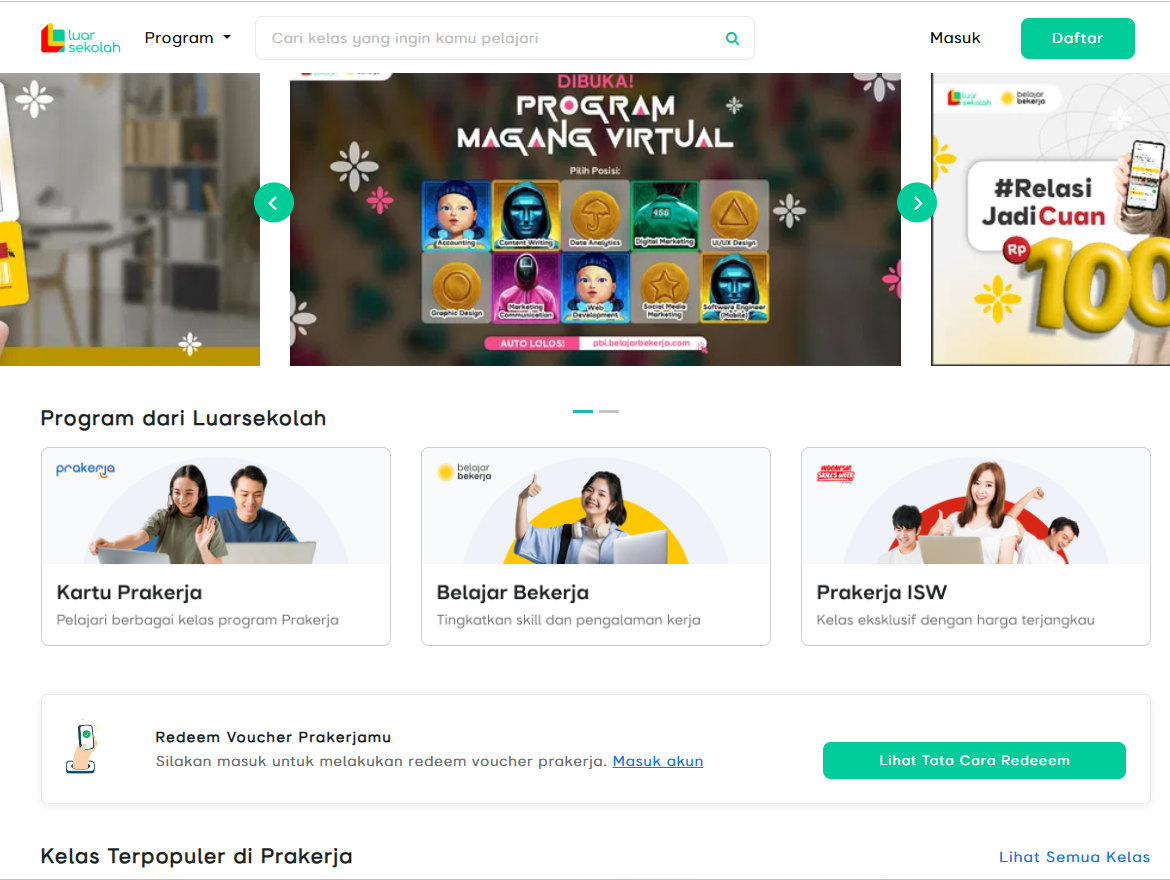 luar
sekolah
Program
Cari kelas yang ingin kamu pelajari
Masuk
Daftar
DIBUKA!
PROGRAM
MAGANG VIRTUAL
Pilih Posisi:
Accounting
Content Writing
Data Analytics
456
Digital Marketing
UI/UX Design
Graphic Design
Marketing
Communication
Web
Development
Social Media
Marketing
Software Engineer
(Mobile)
AUTO LOLOS!
pbi.belajarbekerja.com
luar
sekolah
belajar
bekerja
#Relasi
Jadi Cuan
Rp
100
Program dari Luarsekolah
prakerja
Kartu Prakerja
Pelajari berbagai kelas program Prakerja
belajar
bekerja
Belajar Bekerja
Tingkatkan skill dan pengalaman kerja
INDONESIA
SKILLS WEEK
Prakerja ISW
Kelas eksklusif dengan harga terjangkau
Redeem Voucher Prakerjamu
Silakan masuk untuk melakukan redeem voucher prakerja. Masuk akun
Lihat Tata Cara Redeeem
Kelas Terpopuler di Prakerja
Lihat Semua Kelas